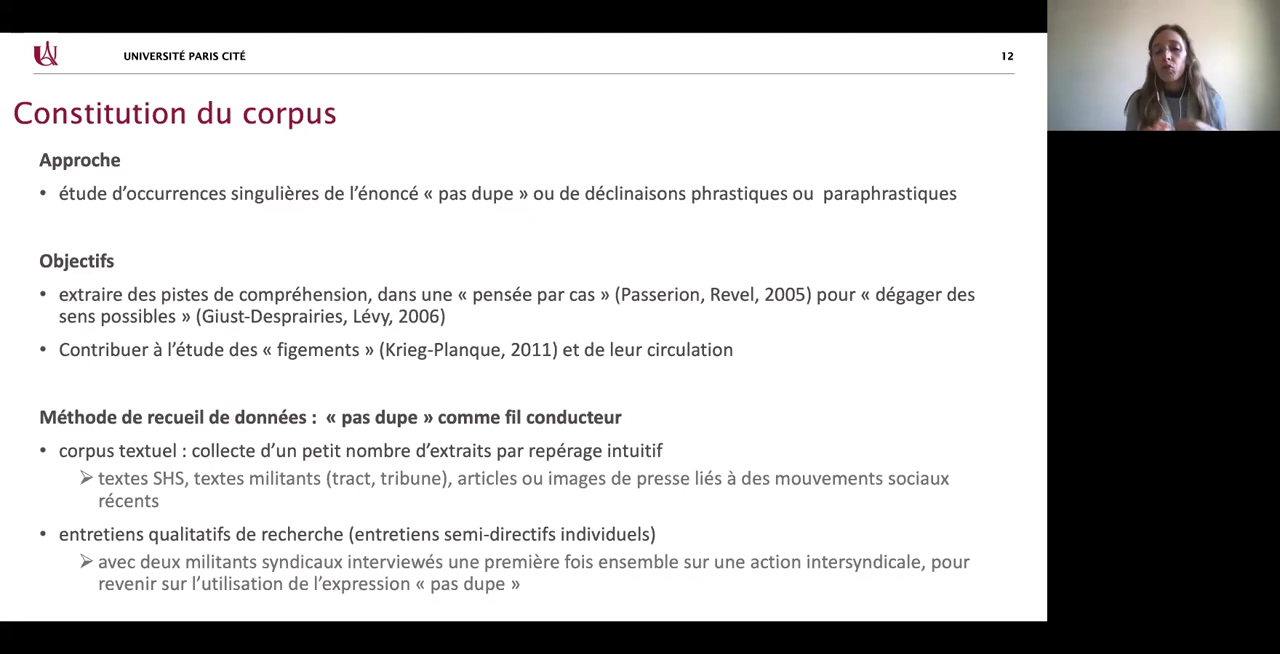 UNIVERSITÉ PARIS CITÉ
12
Constitution du corpus
Approche
• étude d’occurrences singulières de l’énoncé « pas dupe » ou de déclinaisons phrastiques ou  paraphrastiques
Objectifs
• extraire des pistes de compréhension, dans une « pensée par cas » (Passerion, Revel, 2005) pour « dégager des
sens possibles » (Giust-Desprairies, Lévy, 2006)
• Contribuer à l’étude des « figements » (Krieg-Planque, 2011) et de leur circulation
Méthode de recueil de données :  « pas dupe » comme fil conducteur
• corpus textuel : collecte d’un petit nombre d’extraits par repérage intuitif
➢ textes SHS, textes militants (tract, tribune), articles ou images de presse liés à des mouvements sociaux
récents
• entretiens qualitatifs de recherche (entretiens semi-directifs individuels)
➢ avec deux militants syndicaux interviewés une première fois ensemble sur une action intersyndicale, pour
revenir sur l’utilisation de l’expression « pas dupe »